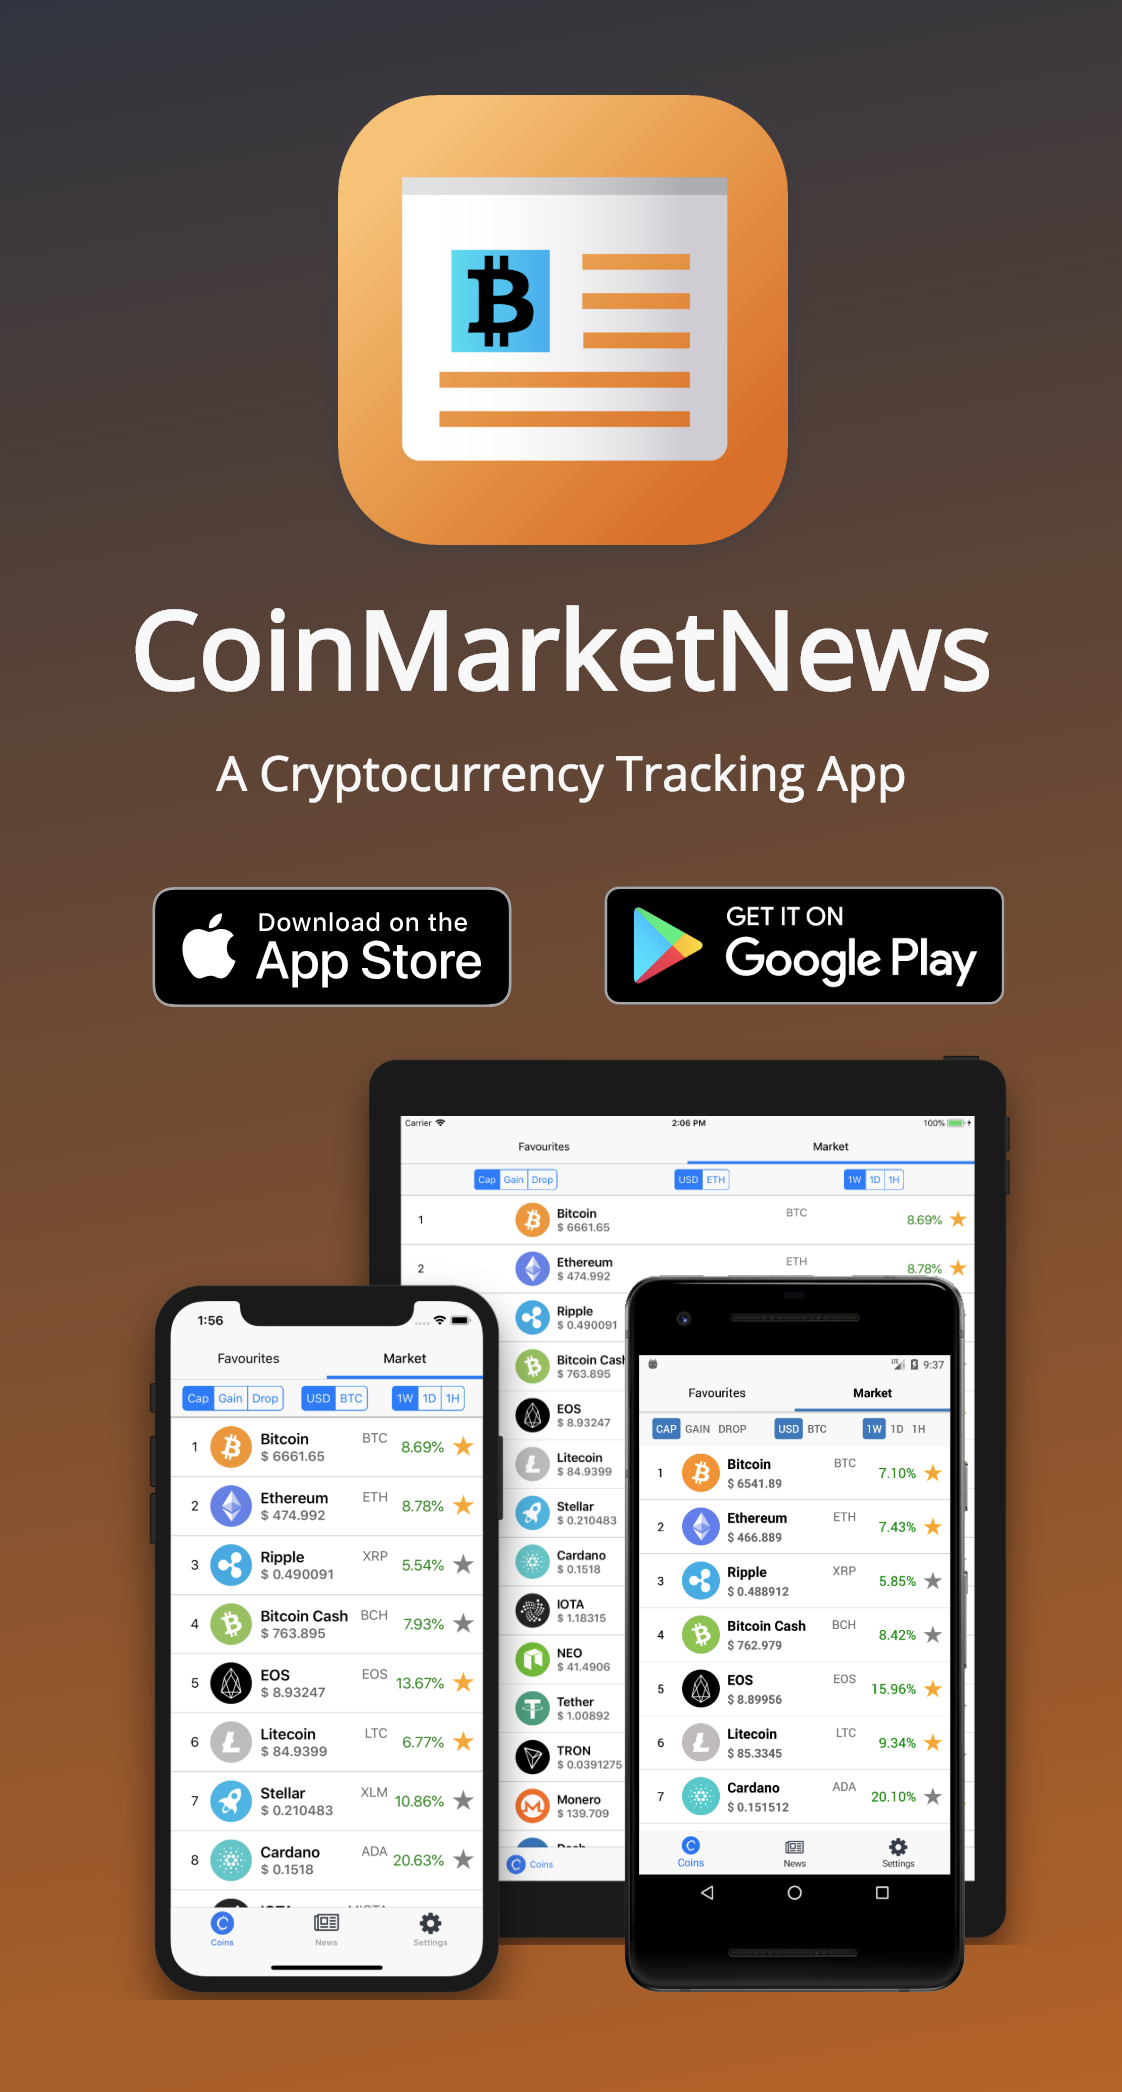 CoinMarketNews
A Cryptocurrency Tracking App
Download on the
App Store
GET IT ON
Google Play
Carrier 2:06 PM 100%
Favourites Market
Cap Gain Drop USD ETH 1W 1D 1H
1 Bitcoin BTC 8.69%
$ 6661.65
2 Ethereum ETH 8.78%
$ 474.992
Ripple
$ 0.490091
Bitcoin Cash
$ 763.895
EOS
$ 8.93247
Litecoin
$ 84.9399
Stellar
$ 0.210483
Cardano
$ 0.1518
IOTA
$ 1.18315
NEO
$ 41.4906
Tether
$ 1.00892
TRON
$ 0.0391275
Monero
$ 139.709
Coins
1:56
Favourites Market
Cap Gain Drop USD BTC 1W 1D 1H
1 Bitcoin BTC 8.69%
$ 6661.65
2 Ethereum ETH 8.78%
$ 474.992
3 Ripple XRP 5.54%
$ 0.490091
4 Bitcoin Cash BCH 7.93%
$ 763.895
5 EOS EOS 13.67%
$ 8.93247
6 Litecoin LTC 6.77%
$ 84.9399
7 Stellar XLM 10.86%
$ 0.210483
8 Cardano ADA 20.63%
$ 0.1518
Coins News Settings
LTE 9:37
Favourites Market
CAP GAIN DROP USD BTC 1W 1D 1H
1 Bitcoin BTC 7.10%
$ 6541.89
2 Ethereum ETH 7.43%
$ 466.889
3 Ripple XRP 5.85%
$ 0.488912
4 Bitcoin Cash BCH 8.42%
$ 762.979
5 EOS EOS 15.96%
$ 8.89956
6 Litecoin LTC 9.34%
$ 85.3345
7 Cardano ADA 20.10%
$ 0.151512
Coins News Settings